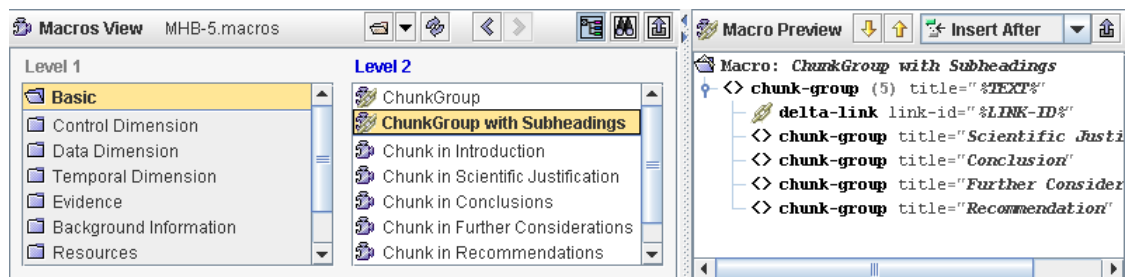 Macros View MHB-5.macros
Level 1
Basic
Control Dimension
Data Dimension
Temporal Dimension
Evidence
Background Information
Resources
Level 2
ChunkGroup
ChunkGroup with Subheadings
Chunk in Introduction
Chunk in Scientific Justification
Chunk in Conclusions
Chunk in Further Considerations
Chunk in Recommendations
Macro Preview Insert After
Macro: ChunkGroup with Subheadings
<> chunk-group (5) title="%TEXT%"
delta-link link-id="%LINK-ID%"
<> chunk-group title="Scientific Justi
<> chunk-group title="Conclusion"
<> chunk-group title="Further Consider
<> chunk-group title="Recommendation"